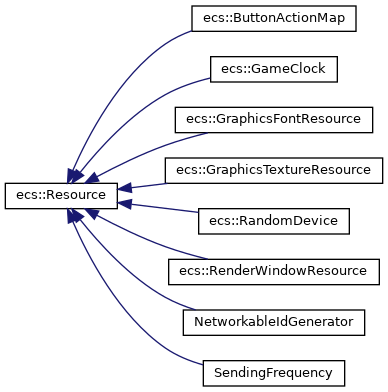 ecs::ButtonActionMap
ecs::GameClock
ecs::GraphicsFontResource
ecs::GraphicsTextureResource
ecs::Resource
ecs::RandomDevice
ecs::RenderWindowResource
NetworkableIdGenerator
SendingFrequency